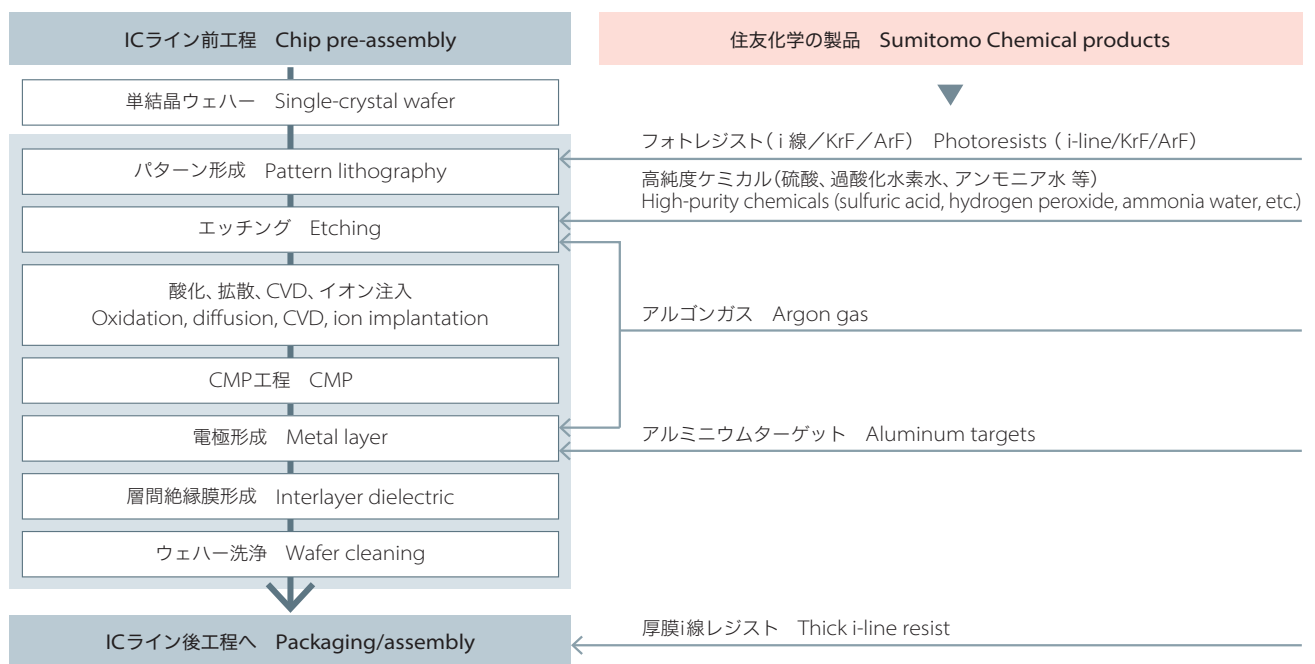 ICライン前工程 Chip pre-assembly
住友化学の製品 Sumitomo Chemical products
単結晶ウェハー Single-crystal wafer
フォトレジスト(i 線/KrF/ArF) Photoresists ( i-line/KrF/ArF)
パターン形成 Pattern lithography
高純度ケミカル(硫酸、過酸化水素水、アンモニア水 等)
High-purity chemicals (sulfuric acid, hydrogen peroxide, ammonia water, etc.)
エッチング Etching
酸化、拡散、CVD、イオン注入
Oxidation, diffusion, CVD, ion implantation
アルゴンガス Argon gas
CMP工程 CMP
電極形成 Metal layer
アルミニウムターゲット Aluminum targets
層間絶縁膜形成 Interlayer dielectric
ウェハー洗浄 Wafer cleaning
ICライン後工程へ Packaging/assembly
厚膜i線レジスト Thick i-line resist